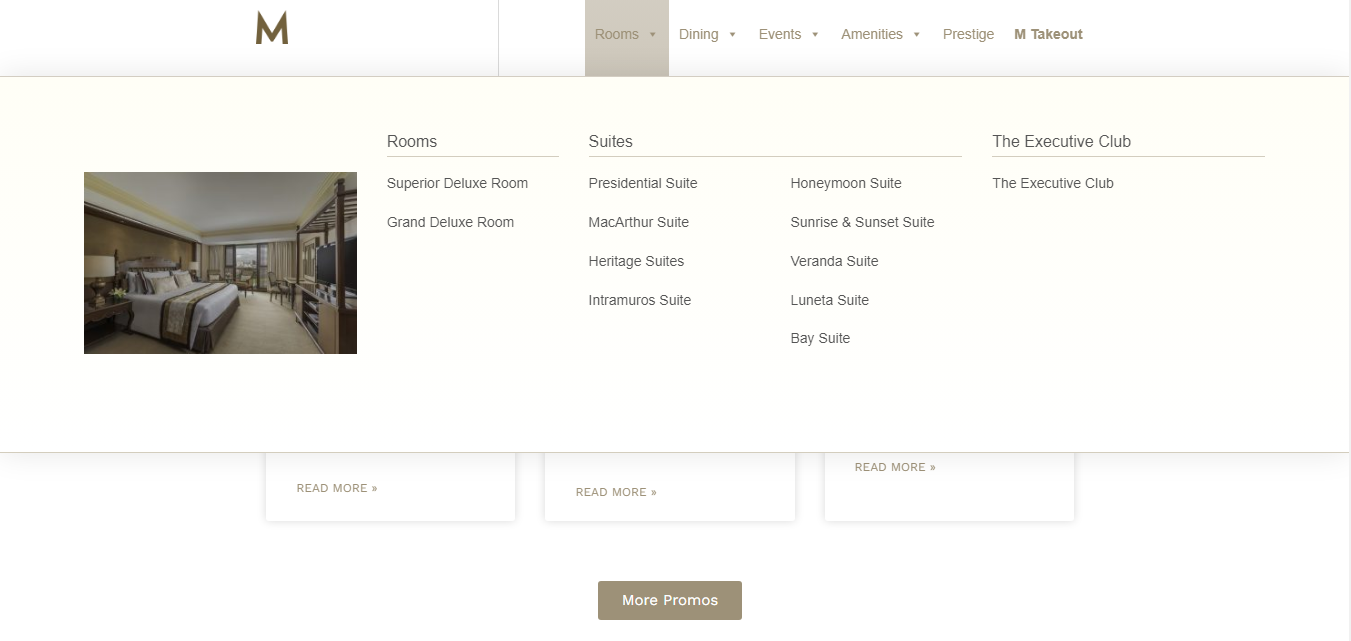 M
Rooms
Dining
Events
Amenities
Prestige
M Takeout
Rooms
Superior Deluxe Room
Grand Deluxe Room
Suites
Presidential Suite
MacArthur Suite
Heritage Suites
Intramuros Suite
Honeymoon Suite
Sunrise & Sunset Suite
Veranda Suite
Luneta Suite
Bay Suite
The Executive Club
The Executive Club
READ MORE »
READ MORE »
READ MORE »
More Promos